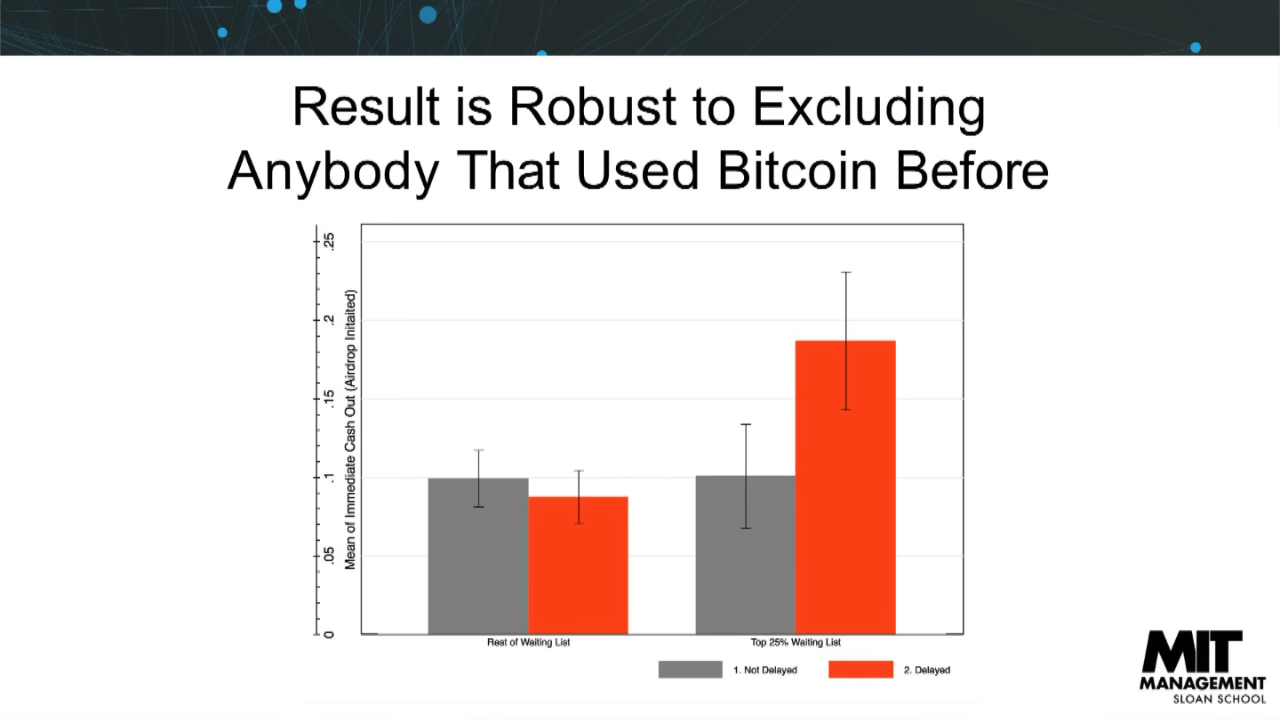 Result is Robust to Excluding
Anybody That Used Bitcoin Before
.25
.2
.15
.1
.05
0
Mean of Immediate Cash Out (Airdrop Initaited)
Rest of Waiting List
Top 25% Waiting List
1. Not Delayed
2. Delayed
MIT
MANAGEMENT
SLOAN SCHOOL